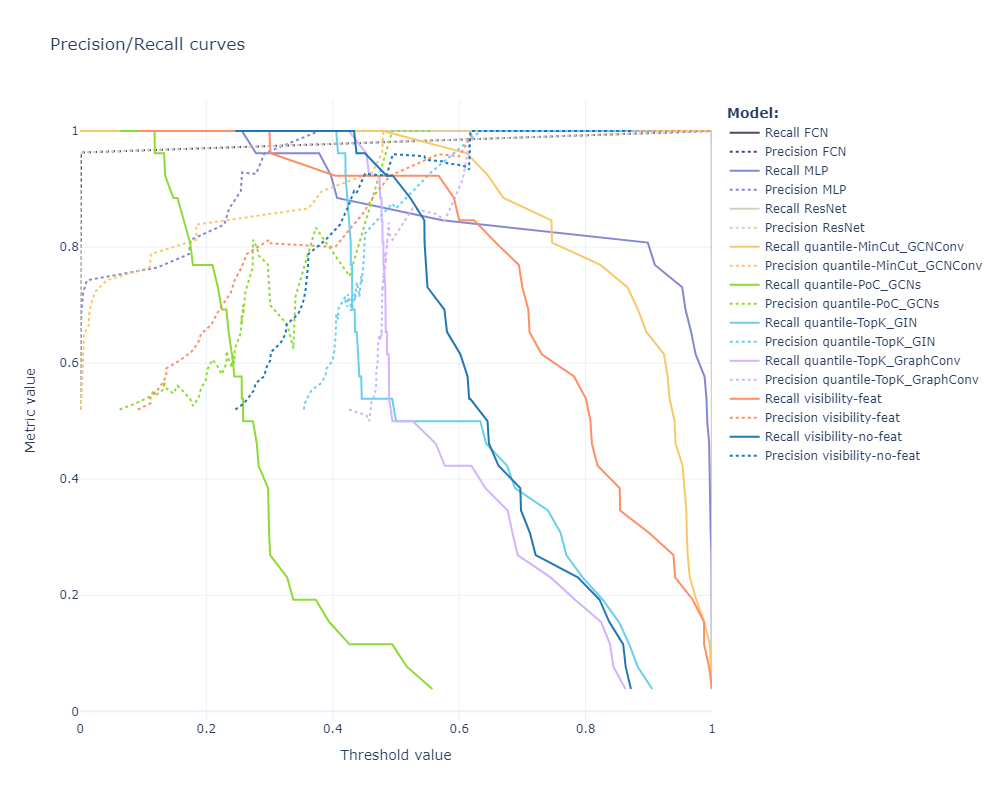 Precision/Recall curves
Model:
Recall FCN
Precision FCN
Recall MLP
Precision MLP
Recall ResNet
Precision ResNet
Recall quantile-MinCut_GCNConv
Precision quantile-MinCut_GCNConv
Recall quantile-PoC_GCNs
Precision quantile-PoC_GCNs
Recall quantile-TopK_GIN
Precision quantile-TopK_GIN
Recall quantile-TopK_GraphConv
Precision quantile-TopK_GraphConv
Recall visibility-feat
Precision visibility-feat
Recall visibility-no-feat
Precision visibility-no-feat
1
0.8
0.6
0.4
0.2
0
Metric value
0 0.2 0.4 0.6 0.8 1
Threshold value